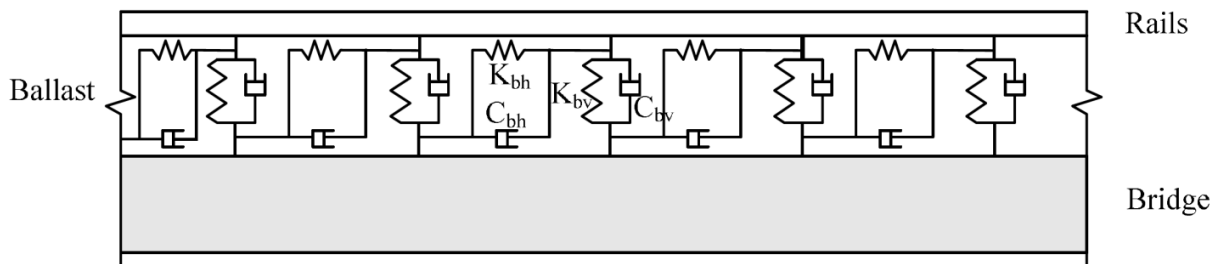 Rails
Ballast
K_bh
K_bv
C_bh
C_bv
Bridge